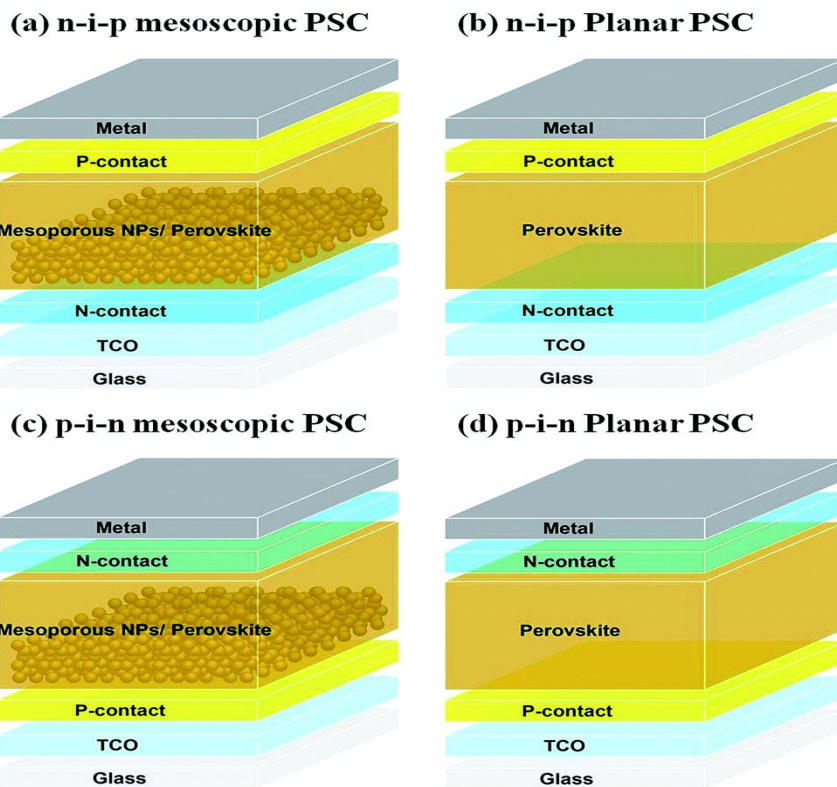 (a) n-i-p mesoscopic PSC
Metal
P-contact
Mesoporous NPs/ Perovskite
N-contact
TCO
Glass
(b) n-i-p Planar PSC
Metal
P-contact
Perovskite
N-contact
TCO
Glass
(c) p-i-n mesoscopic PSC
Metal
N-contact
Mesoporous NPs/ Perovskite
P-contact
TCO
Glass
(d) p-i-n Planar PSC
Metal
N-contact
Perovskite
P-contact
TCO
Glass